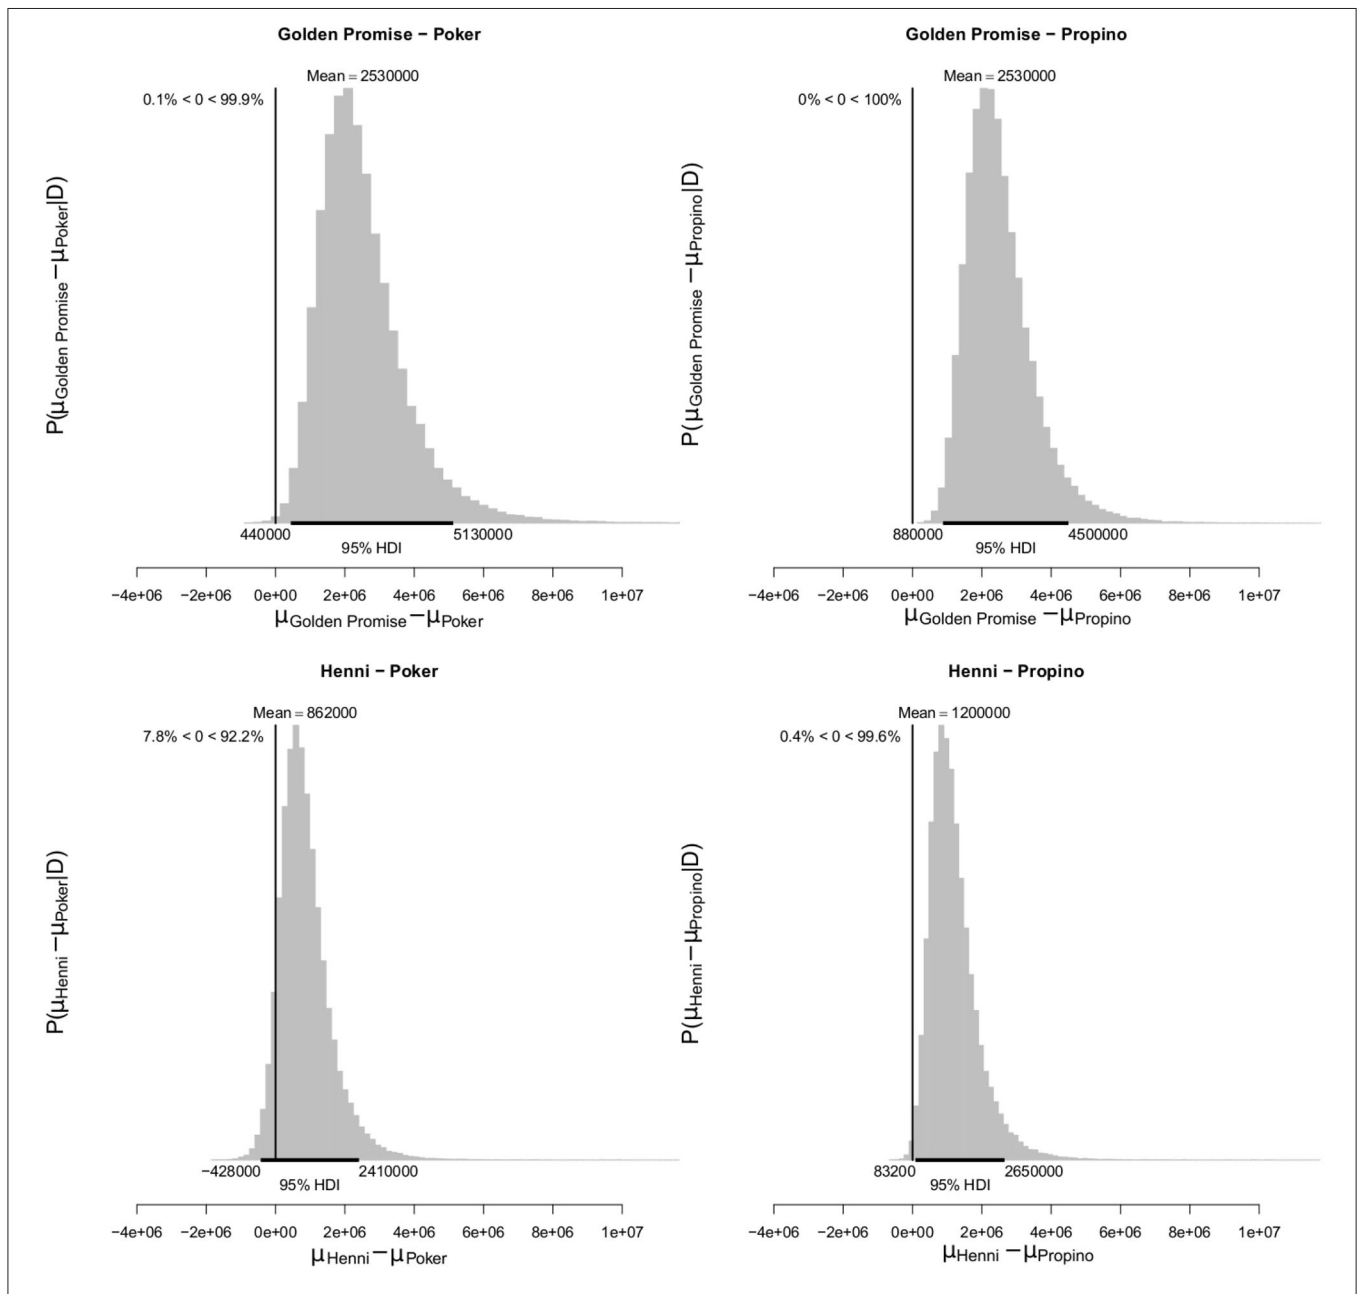 Golden Promise − Poker
Mean = 2530000
0.1% < 0 < 99.9%
P(μGolden Promise −μPoker|D)
440000
5130000
95% HDI
−4e+06 −2e+06 0e+00 2e+06 4e+06 6e+06 8e+06 1e+07
μGolden Promise −μPoker
Golden Promise − Propino
Mean = 2530000
0% < 0 < 100%
P(μGolden Promise −μPropino|D)
880000
4500000
95% HDI
−4e+06 −2e+06 0e+00 2e+06 4e+06 6e+06 8e+06 1e+07
μGolden Promise −μPropino
Henni − Poker
Mean = 862000
7.8% < 0 < 92.2%
P(μHenni −μPoker|D)
−428000
2410000
95% HDI
−4e+06 −2e+06 0e+00 2e+06 4e+06 6e+06 8e+06 1e+07
μHenni −μPoker
Henni − Propino
Mean = 1200000
0.4% < 0 < 99.6%
P(μHenni −μPropino|D)
83200
2650000
95% HDI
−4e+06 −2e+06 0e+00 2e+06 4e+06 6e+06 8e+06 1e+07
μHenni −μPropino